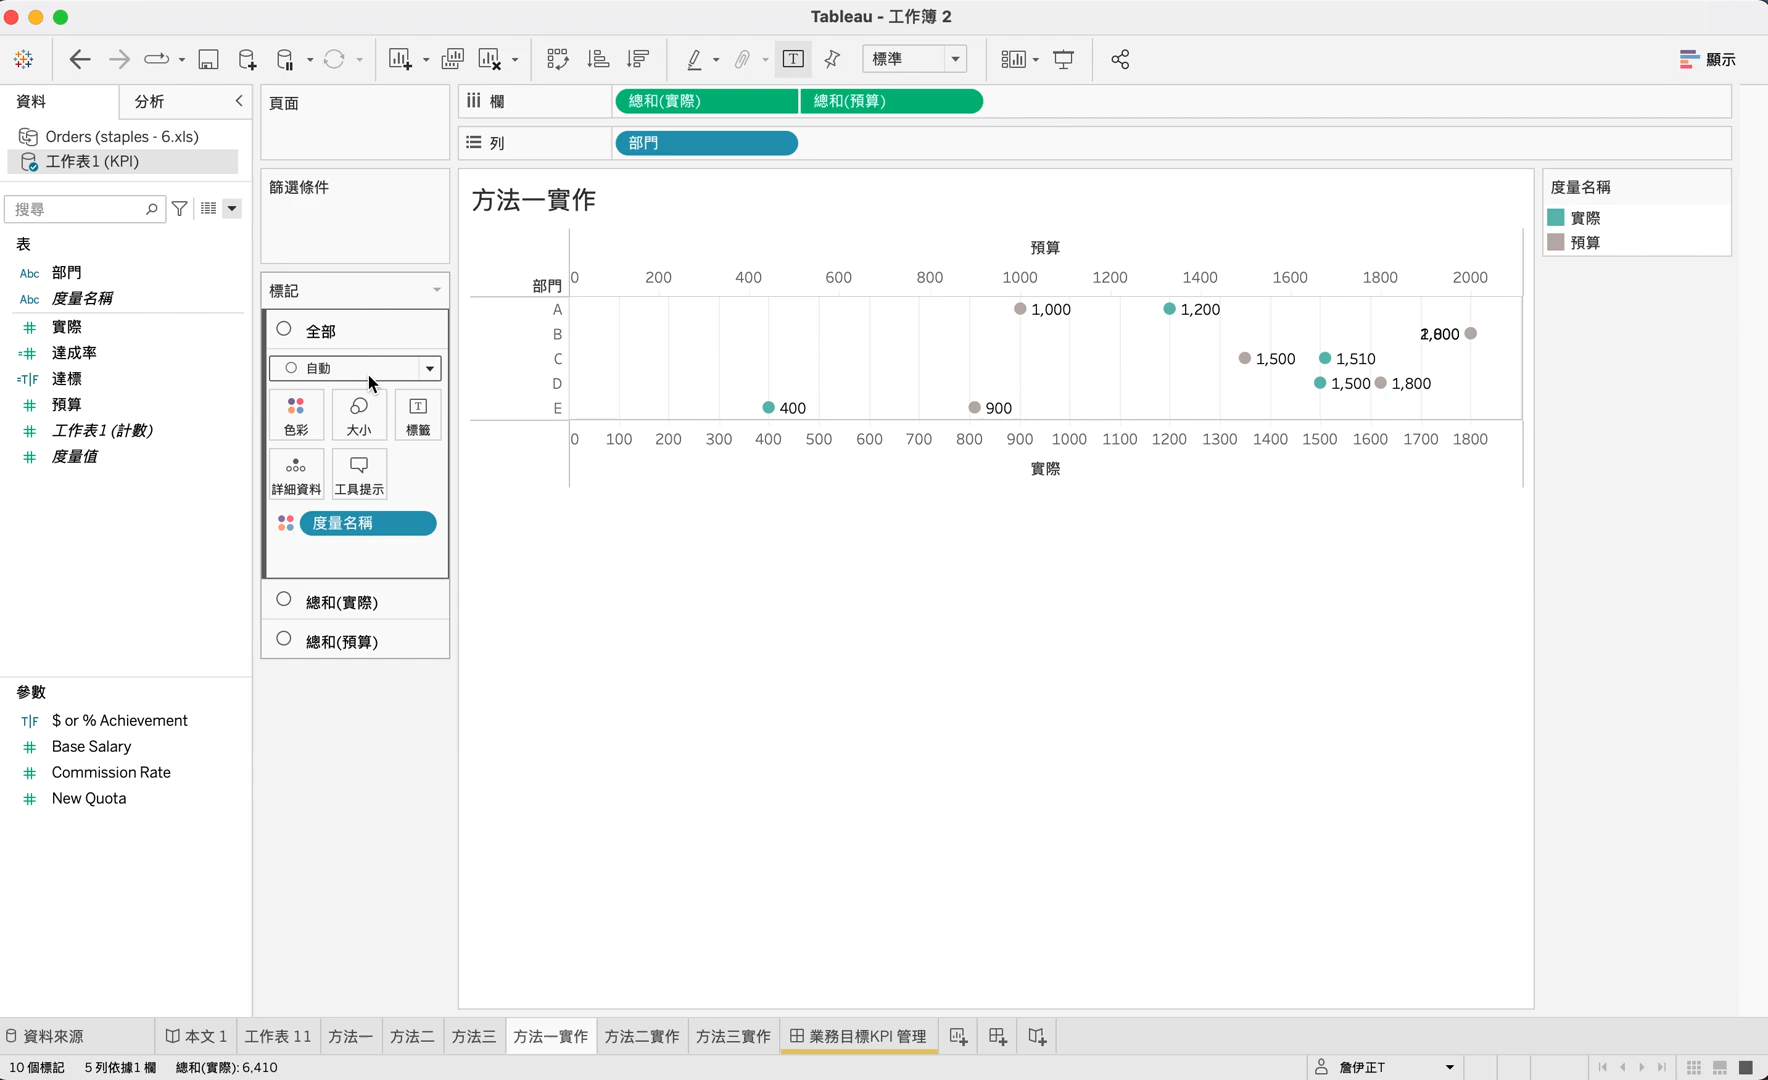 Tableau - 工作簿 2
標準
顯示
資料
分析
Orders (staples - 6.xls)
工作表1 (KPI)
搜尋
表
Abc 部門
Abc 度量名稱
實際
達成率
T|F 達標
預算
工作表1 (計數)
度量值
參數
T|F $ or % Achievement
Base Salary
Commission Rate
New Quota
頁面
篩選條件
標記
全部
自動
色彩
大小
標籤
詳細資料
工具提示
度量名稱
總和(實際)
總和(預算)
欄
總和(實際)
總和(預算)
列
部門
方法一實作
預算
部門
0 200 400 600 800 1000 1200 1400 1600 1800 2000
A 1,000 1,200
B
C 1,500 1,510
D 1,500 1,800
E 400 900
0 100 200 300 400 500 600 700 800 900 1000 1100 1200 1300 1400 1500 1600 1700 1800
實際
度量名稱
實際
預算
資料來源
本文 1
工作表 11
方法一
方法二
方法三
方法一實作
方法二實作
方法三實作
業務目標KPI 管理
10 個標記
5 列依據1 欄
總和(實際): 6,410
詹伊正T